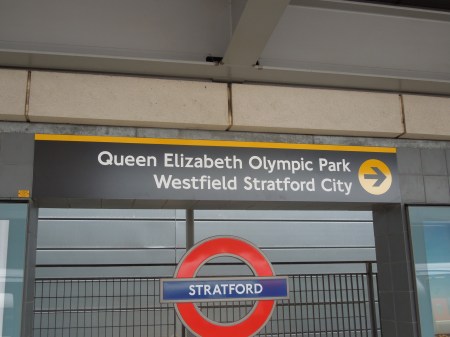 Queen Elizabeth Olympic Park
Westfield Stratford City
STRATFORD